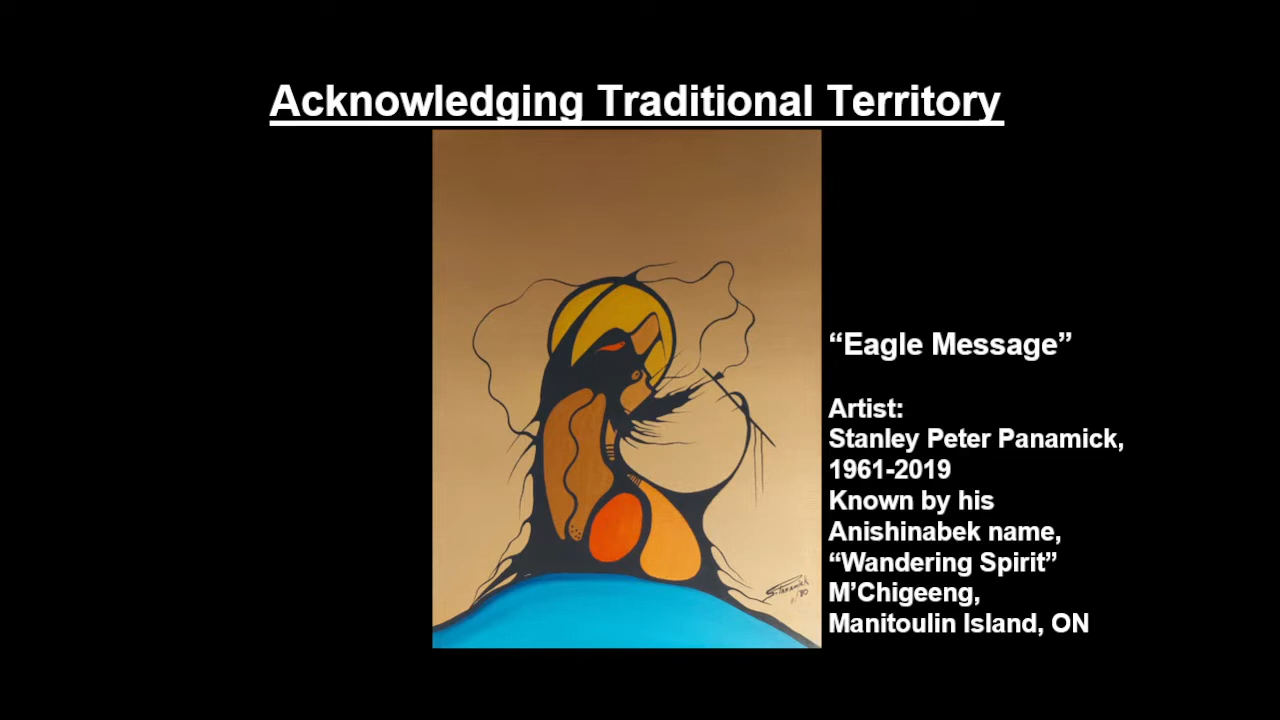 Acknowledging Traditional Territory
“Eagle Message”
Artist:
Stanley Peter Panamick,
1961-2019
Known by his
Anishinabek name,
“Wandering Spirit”
M’Chigeeng,
Manitoulin Island, ON
S.Panamick